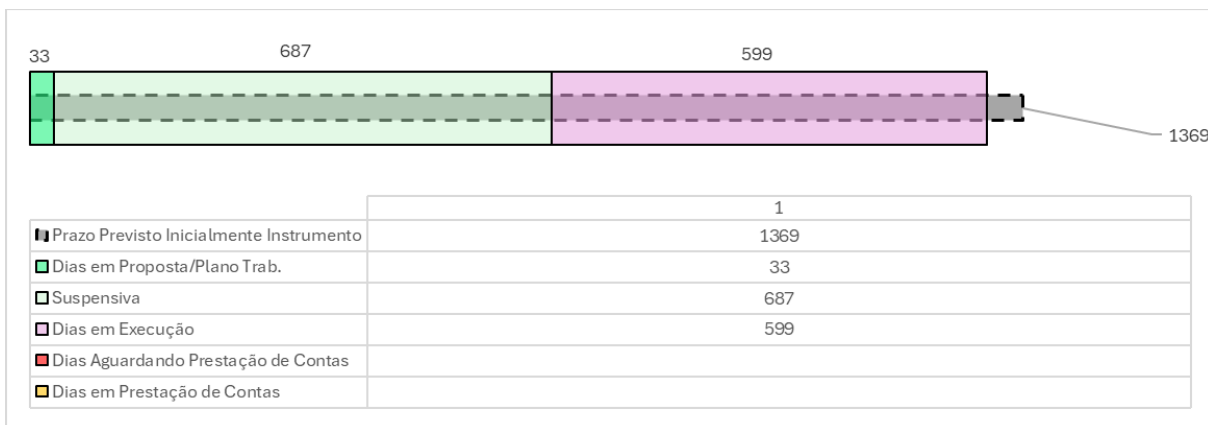 33 687 599
1369
1
Prazo Previsto Inicialmente Instrumento 1369
Dias em Proposta/Plano Trab. 33
Suspensiva 687
Dias em Execução 599
Dias Aguardando Prestação de Contas
Dias em Prestação de Contas